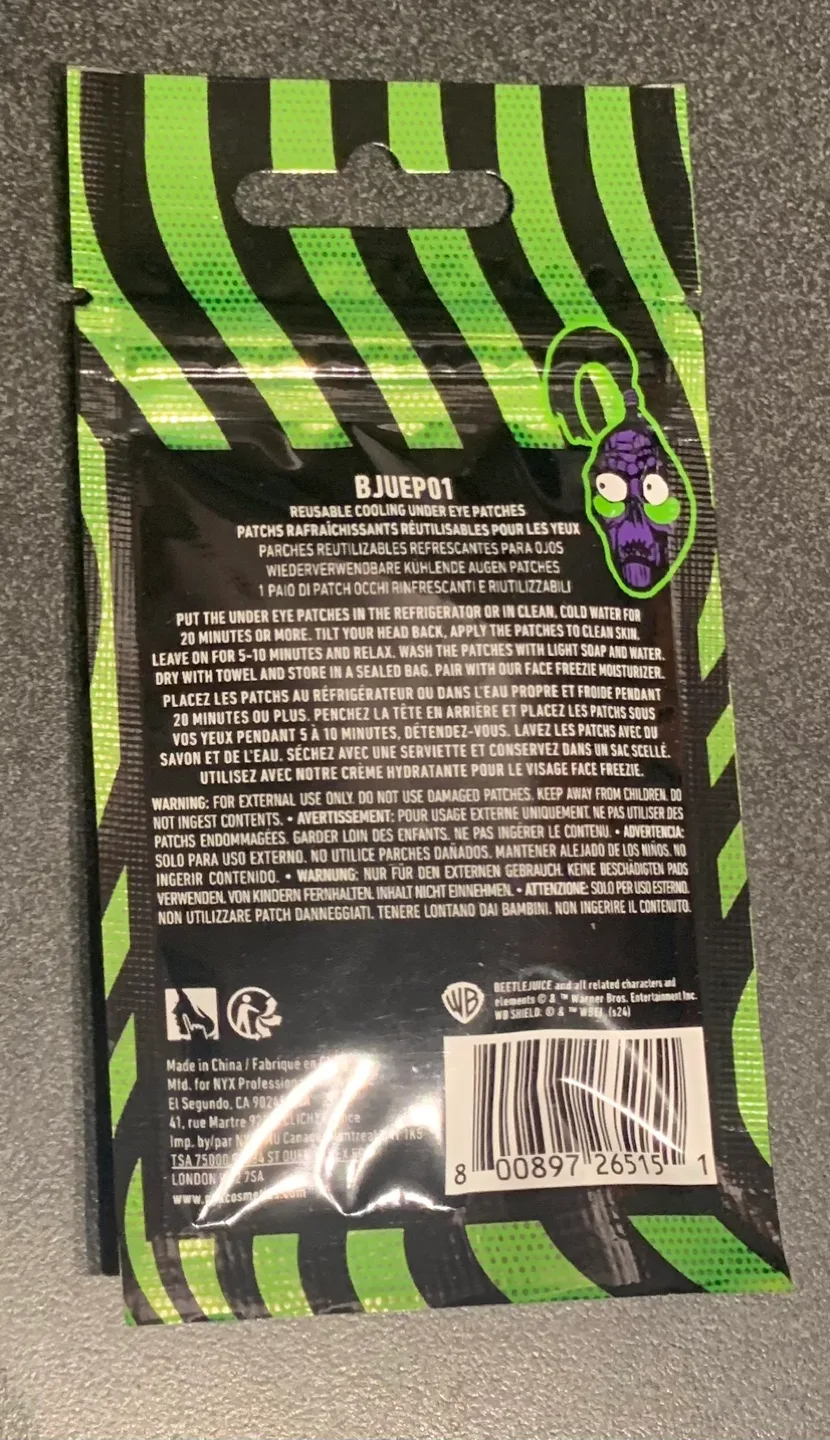 BJUEP01
REUSABLE COOLING UNDER EYE PATCHES
PATCHS RAFRAÎCHISSANTS RÉUTILISABLES POUR LES YEUX
PARCHES REUTILIZABLES REFRESCANTES PARA OJOS
WIEDERVERWENDBARE KÜHLENDE AUGEN PATCHES
1 PAIO DI PATCH OCCHI RINFRESCANTI E RIUTILIZZABILI
PUT THE UNDER EYE PATCHES IN THE REFRIGERATOR OR IN CLEAN, COLD WATER FOR
20 MINUTES OR MORE. TILT YOUR HEAD BACK, APPLY THE PATCHES TO CLEAN SKIN.
LEAVE ON FOR 5-10 MINUTES AND RELAX. WASH THE PATCHES WITH LIGHT SOAP AND WATER.
DRY WITH TOWEL AND STORE IN A SEALED BAG. PAIR WITH OUR FACE FREEZIE MOISTURIZER.
PLACEZ LES PATCHS AU RÉFRIGÉRATEUR OU DANS L'EAU PROPRE ET FROIDE PENDANT
20 MINUTES OU PLUS. PENCHEZ LA TÊTE EN ARRIÈRE ET PLACEZ LES PATCHS SOUS
VOS YEUX PENDANT 5 À 10 MINUTES, DÉTENDEZ-VOUS. LAVEZ LES PATCHS AVEC DU
SAVON ET DE L'EAU. SÉCHEZ AVEC UNE SERVIETTE ET CONSERVEZ DANS UN SAC SCELLÉ.
UTILISEZ AVEC NOTRE CRÈME HYDRATANTE POUR LE VISAGE FACE FREEZIE.
WARNING: FOR EXTERNAL USE ONLY. DO NOT USE DAMAGED PATCHES. KEEP AWAY FROM CHILDREN. DO
NOT INGEST CONTENTS. • AVERTISSEMENT: POUR USAGE EXTERNE UNIQUEMENT. NE PAS UTILISER DES
PATCHS ENDOMMAGÉES. GARDER LOIN DES ENFANTS. NE PAS INGÉRER LE CONTENU. • ADVERTENCIA:
SOLO PARA USO EXTERNO. NO UTILICE PARCHES DAÑADOS. MANTENER ALEJADO DE LOS NIÑOS. NO
INGERIR CONTENIDO. • WARNUNG: NUR FÜR DEN EXTERNEN GEBRAUCH. KEINE BESCHÄDIGTEN PADS
VERWENDEN. VON KINDERN FERNHALTEN. INHALT NICHT EINNEHMEN. • ATTENZIONE: SOLO PER USO ESTERNO.
NON UTILIZZARE PATCH DANNEGGIATI. TENERE LONTANO DAI BAMBINI. NON INGERIRE IL CONTENUTO.
WB
BEETLEJUICE and all related characters and
elements © & ™ Warner Bros. Entertainment Inc.
WB SHIELD: © & ™ WBEI. (s24)
Made in China / Fabriqué en
Mfd. for NYX
El Segundo, CA
41, rue Martre
Imp. by/par
TSA 75000
LONDON
8 00897 26515 1